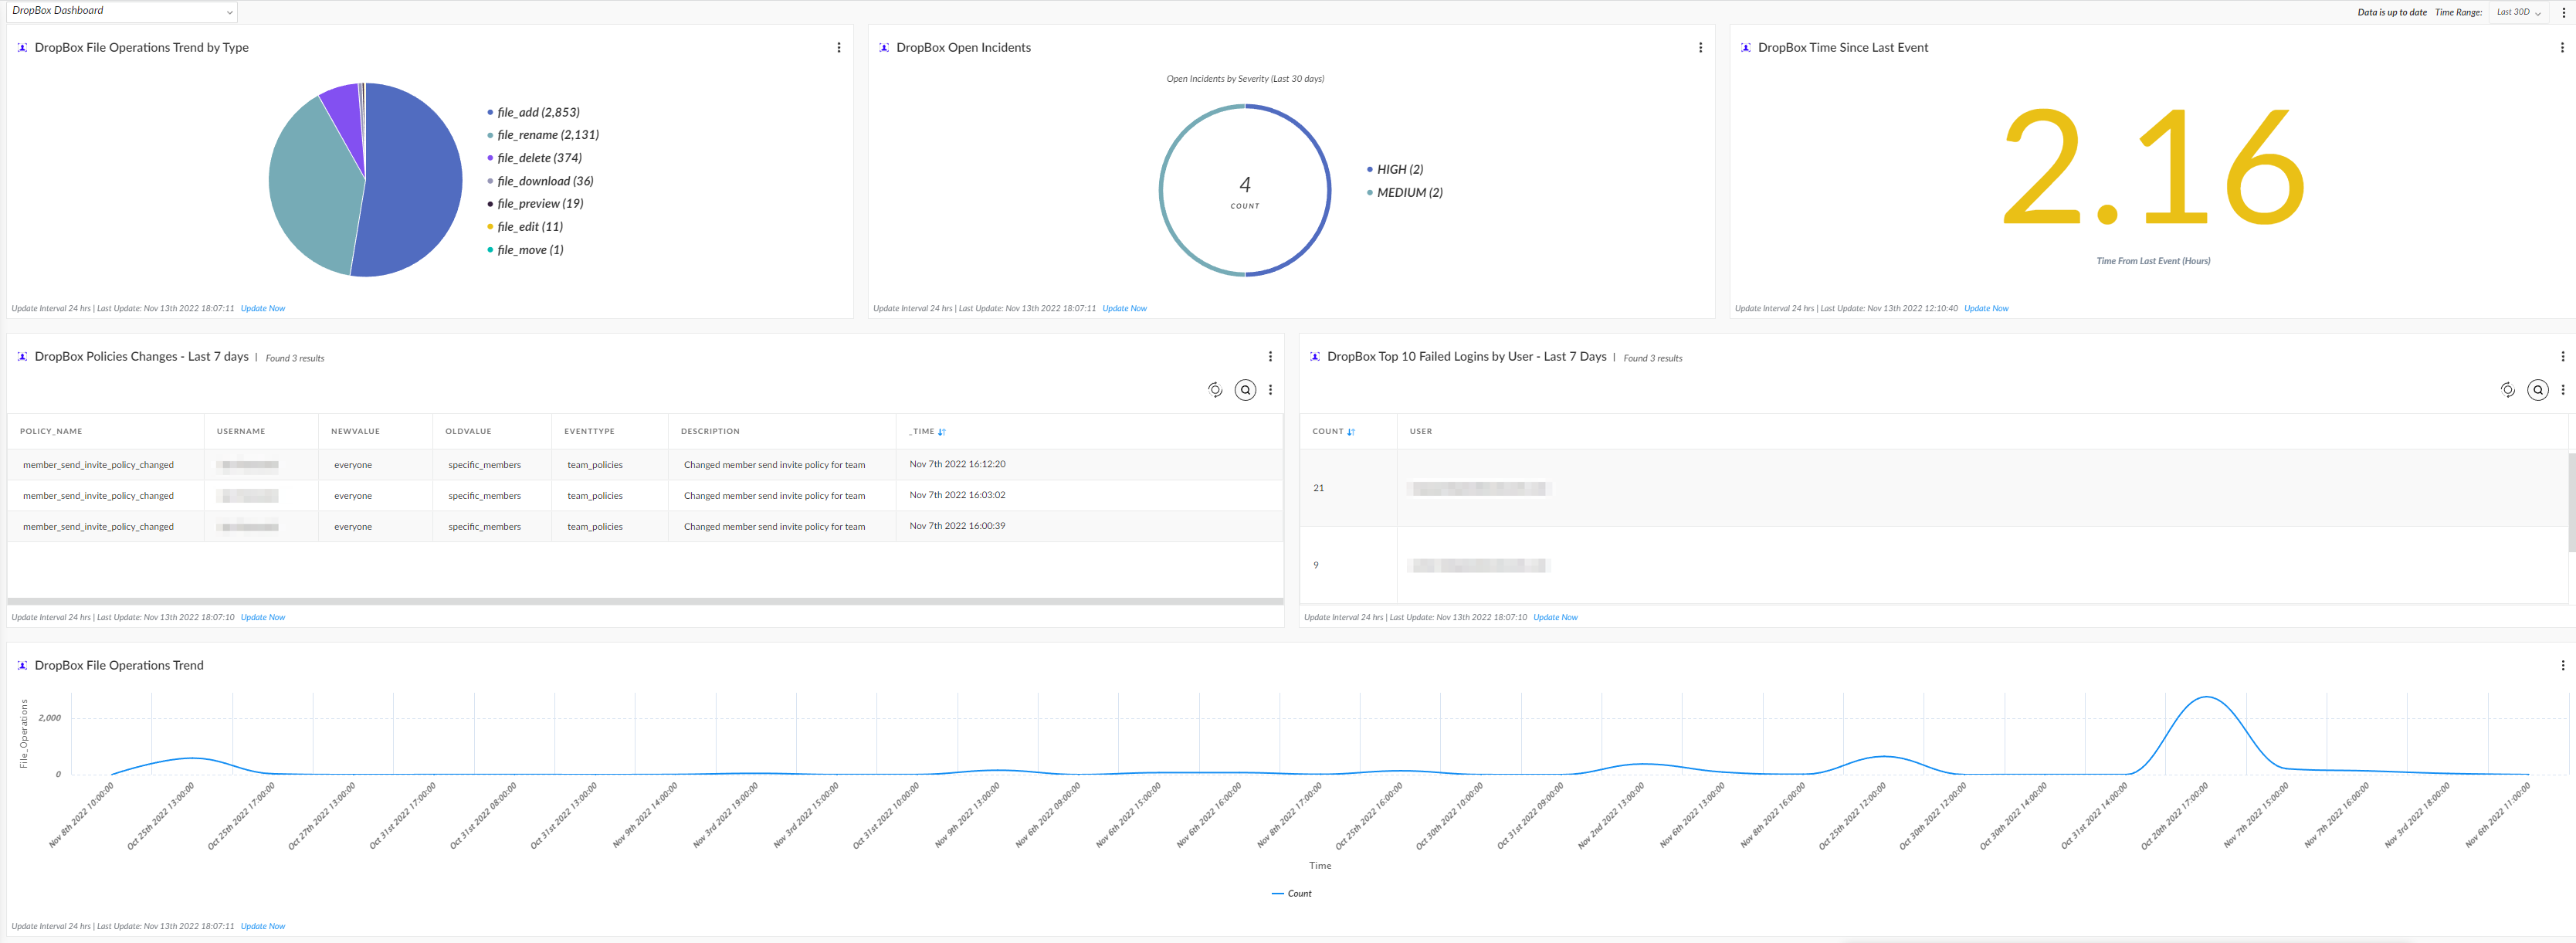 DropBox Dashboard
Data is up to date Time Range: Last 30D
DropBox File Operations Trend by Type
file_add (2,853)
file_rename (2,131)
file_delete (374)
file_download (36)
file_preview (19)
file_edit (11)
file_move (1)
Update Interval 24 hrs | Last Update: Nov 13th 2022 18:07:11 Update Now
DropBox Open Incidents
Open Incidents by Severity (Last 30 days)
4
COUNT
HIGH (2)
MEDIUM (2)
Update Interval 24 hrs | Last Update: Nov 13th 2022 18:07:11 Update Now
DropBox Time Since Last Event
2.16
Time From Last Event (Hours)
Update Interval 24 hrs | Last Update: Nov 13th 2022 12:10:40 Update Now
DropBox Policies Changes - Last 7 days | Found 3 results
POLICY_NAME USERNAME NEWVALUE OLDVALUE EVENTTYPE DESCRIPTION _TIME
member_send_invite_policy_changed everyone specific_members team_policies Changed member send invite policy for team Nov 7th 2022 16:12:20
member_send_invite_policy_changed everyone specific_members team_policies Changed member send invite policy for team Nov 7th 2022 16:03:02
member_send_invite_policy_changed everyone specific_members team_policies Changed member send invite policy for team Nov 7th 2022 16:00:39
Update Interval 24 hrs | Last Update: Nov 13th 2022 18:07:10 Update Now
DropBox Top 10 Failed Logins by User - Last 7 Days | Found 3 results
COUNT USER
21
9
Update Interval 24 hrs | Last Update: Nov 13th 2022 18:07:10 Update Now
DropBox File Operations Trend
File_Operations
2,000
0
Nov 8th 2022 10:00:00
Oct 25th 2022 13:00:00
Oct 25th 2022 17:00:00
Oct 27th 2022 13:00:00
Oct 31st 2022 17:00:00
Oct 31st 2022 08:00:00
Oct 31st 2022 13:00:00
Nov 9th 2022 14:00:00
Nov 3rd 2022 19:00:00
Nov 3rd 2022 15:00:00
Oct 31st 2022 10:00:00
Nov 9th 2022 13:00:00
Nov 6th 2022 09:00:00
Nov 6th 2022 15:00:00
Nov 6th 2022 16:00:00
Nov 8th 2022 17:00:00
Oct 25th 2022 16:00:00
Oct 30th 2022 10:00:00
Oct 31st 2022 09:00:00
Nov 2nd 2022 13:00:00
Nov 6th 2022 13:00:00
Nov 8th 2022 16:00:00
Oct 25th 2022 12:00:00
Oct 30th 2022 12:00:00
Oct 30th 2022 14:00:00
Oct 31st 2022 14:00:00
Oct 20th 2022 17:00:00
Nov 7th 2022 15:00:00
Nov 7th 2022 16:00:00
Nov 3rd 2022 18:00:00
Nov 6th 2022 11:00:00
Time
Count
Update Interval 24 hrs | Last Update: Nov 13th 2022 18:07:11 Update Now